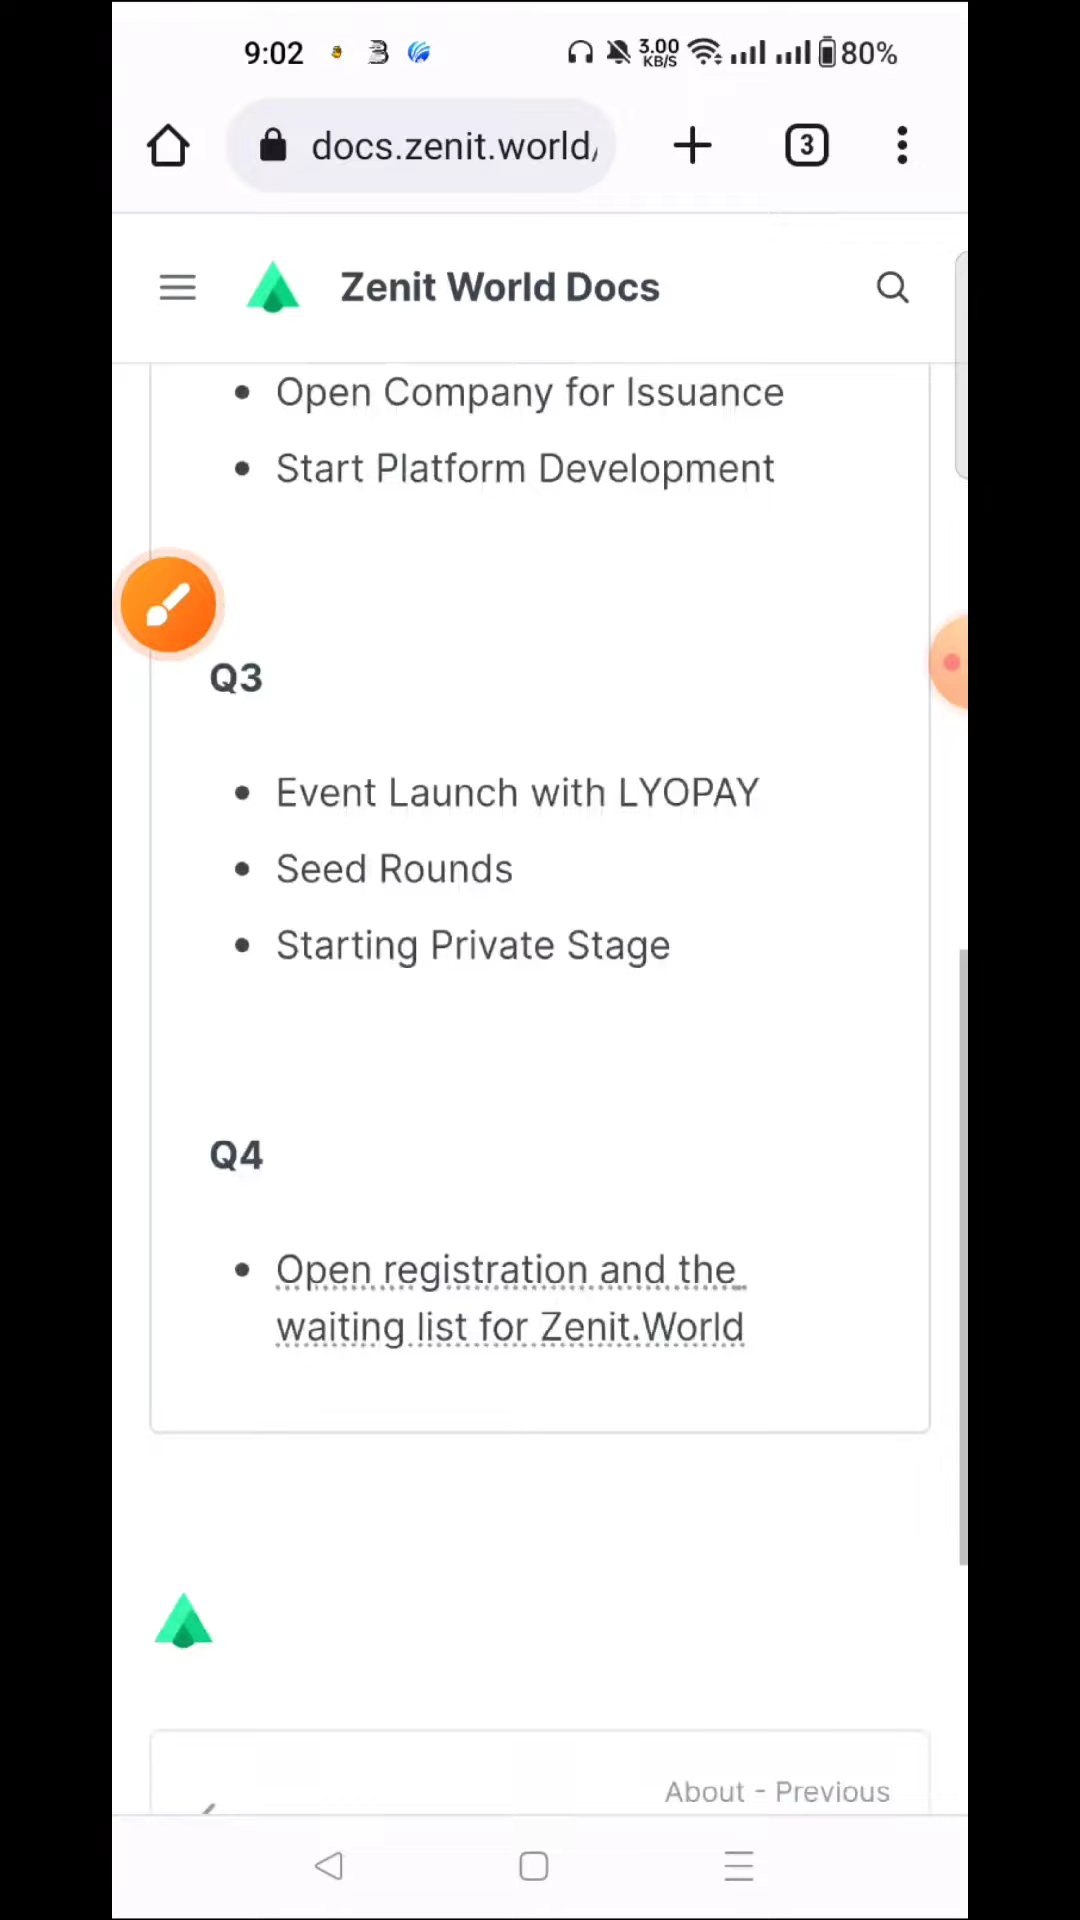 9:02
3.00
KB/S
80%
docs.zenit.world/
3
Zenit World Docs
Open Company for Issuance
Start Platform Development
Q3
Event Launch with LYOPAY
Seed Rounds
Starting Private Stage
Q4
Open registration and the
waiting list for Zenit.World
About - Previous